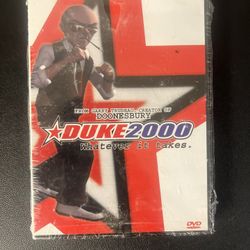 FROM GARRY TRUDEAU, CREATOR OF
DOONESBURY
DUKE2000
whatever it takes.
DVD